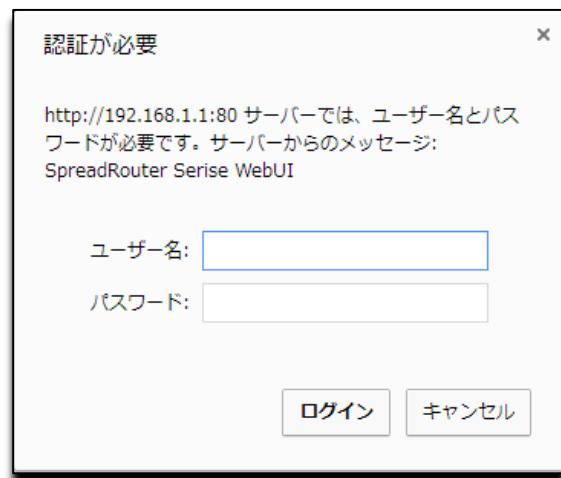 認証が必要
×
http://192.168.1.1:80 サーバーでは、ユーザー名とパス
ワードが必要です。サーバーからのメッセージ:
SpreadRouter Serise WebUI
ユーザー名:
パスワード:
ログイン キャンセル